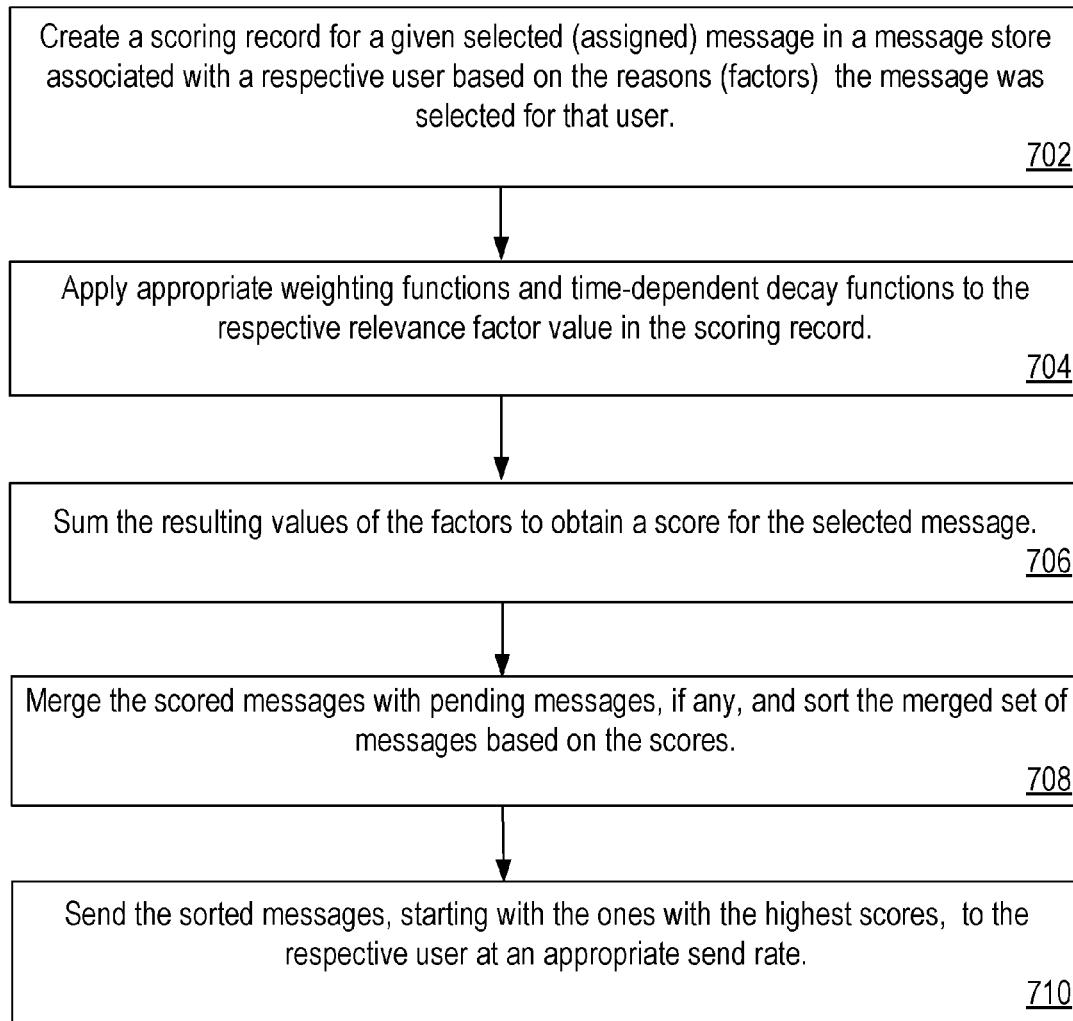 Create a scoring record for a given selected (assigned) message in a message store
associated with a respective user based on the reasons (factors) the message was
selected for that user.
702
Apply appropriate weighting functions and time-dependent decay functions to the
respective relevance factor value in the scoring record.
704
Sum the resulting values of the factors to obtain a score for the selected message.
706
Merge the scored messages with pending messages, if any, and sort the merged set of
messages based on the scores.
708
Send the sorted messages, starting with the ones with the highest scores, to the
respective user at an appropriate send rate.
710